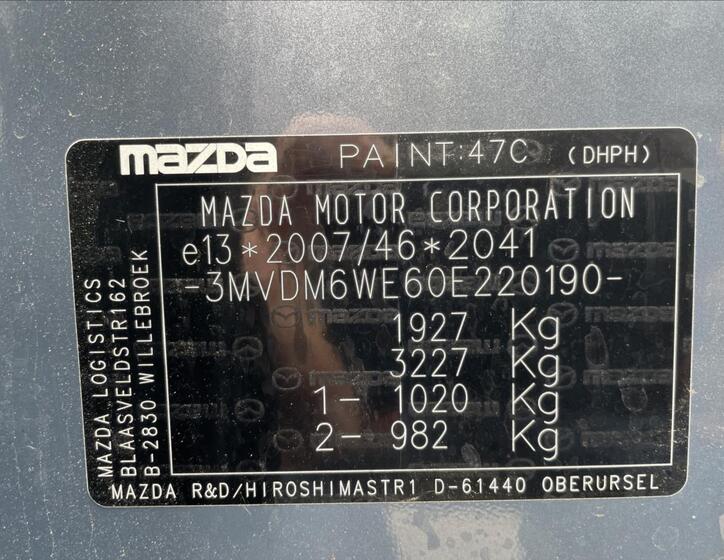 mazda PAINT:47C (DHPH)
MAZDA MOTOR CORPORATION
e13*2007/46*2041
-3MVDM6WE60E220190-
1927 Kg
3227 Kg
1- 1020 Kg
2- 982 Kg
MAZDA LOGISTICS
BLAASVELDSTR162
B-2830 WILLEBROEK
MAZDA R&D/HIROSHIMASTR1 D-61440 OBERURSEL